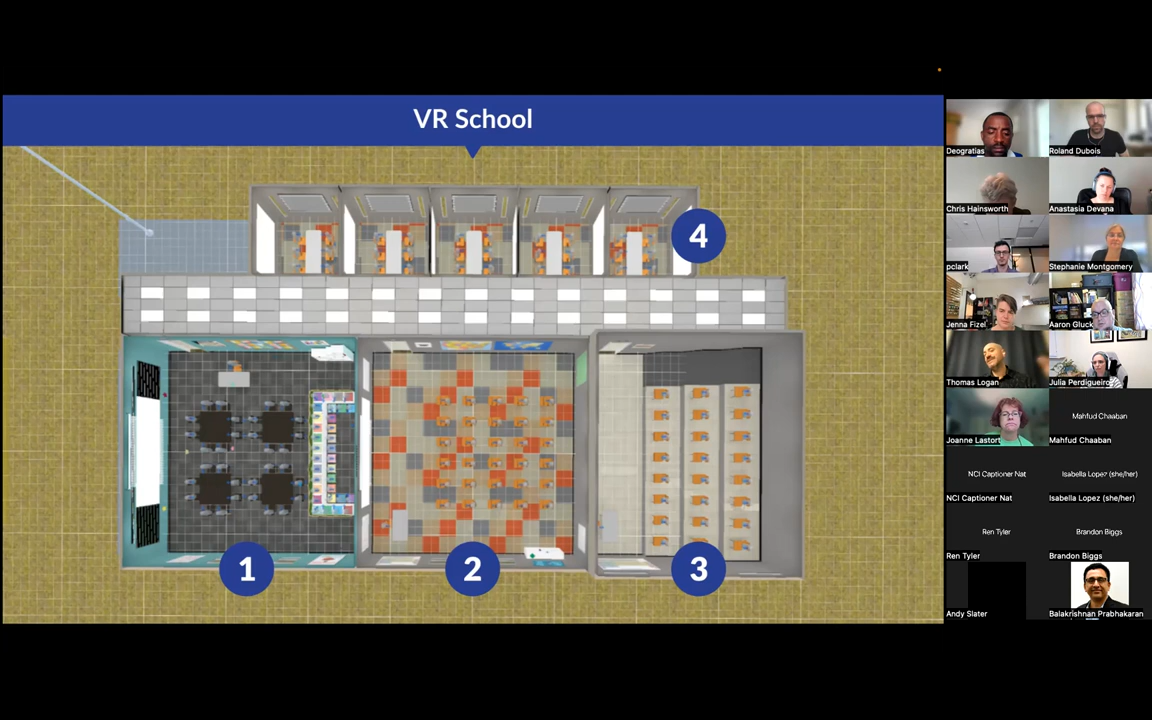 VR School
4
1
2
3
Deogratias
Roland Dubois
Chris Hainsworth
Anastasia Devana
pclark
Stephanie Montgomery
Jenna Fizel
Aaron Gluck
Thomas Logan
Julia Perdigueiro
Joanne Lastort
Mahfud Chaaban
Mahfud Chaaban
NCI Captioner Nat
Isabella Lopez (she/her)
NCI Captioner Nat
Isabella Lopez (she/her)
Ren Tyler
Brandon Biggs
Ren Tyler
Brandon Biggs
Andy Slater
Balakrishnan Prabhakaran